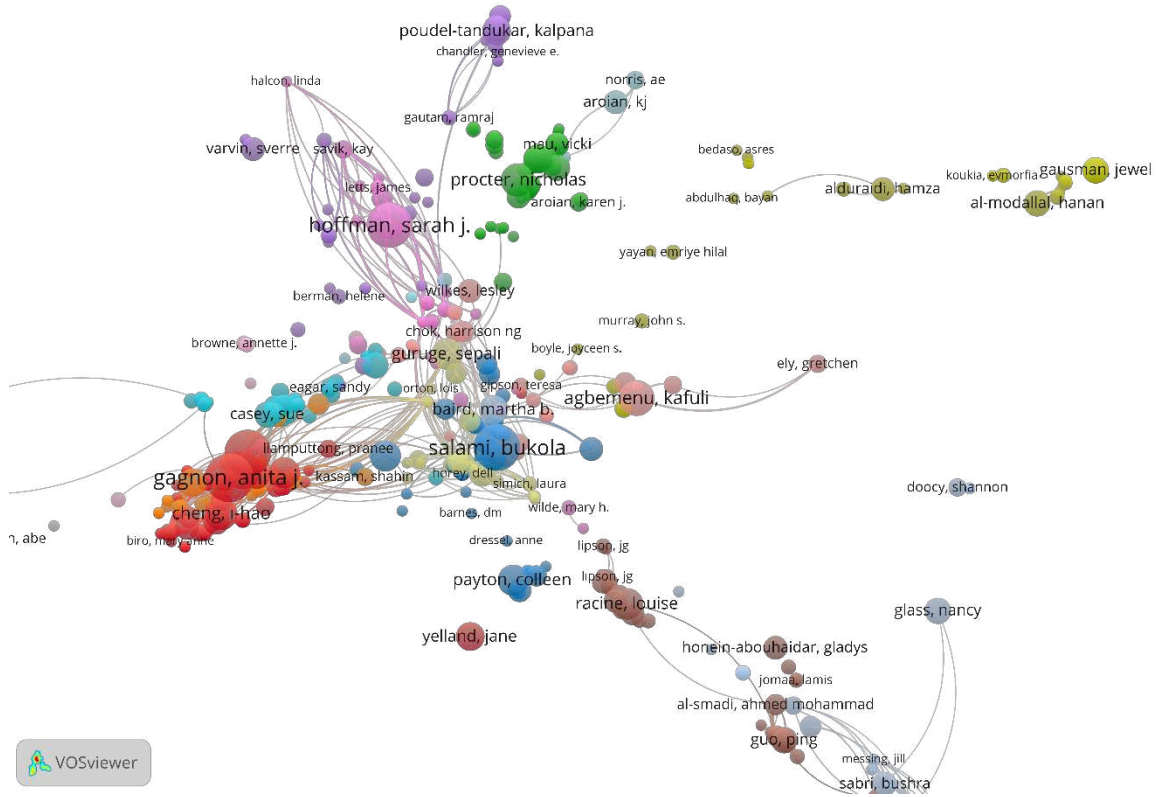 poudel-tandukar, kalpana
chandler, genevieve e.
halcon, linda
norris, ae
aroian, kj
gautam, ramraj
varvin, sverre
savik, kay
mau, vicki
bedaso, asres
letts, james
procter, nicholas
koukia, evmorfia
gausman, jewel
abdulhaq, bayan
alduraidi, hamza
aroian, karen j.
al-modallal, hanan
hoffman, sarah j.
yayan, emriye hilal
berman, helene
wilkes, lesley
murray, john s.
chok, harrison ng
browne, annette j.
guruge, sepali
boyle, joyceen s.
ely, gretchen
eagar, sandy
orton, lois
gipson, teresa
agbemenu, kafuli
casey, sue
baird, martha b.
liamputtong, pranee
salami, bukola
gagnon, anita j.
kassam, shahin
horey, dell
simich, laura
doocy, shannon
cheng, i-hao
barnes, dm
wilde, mary h.
n, abe
biro, mary anne
dressel, anne
lipson, jg
payton, colleen
lipson, jg
racine, louise
glass, nancy
yelland, jane
honein-abouhaidar, gladys
jomaa, lamis
al-smadi, ahmed mohammad
guo, ping
messing, jill
sabri, bushra
VOSviewer